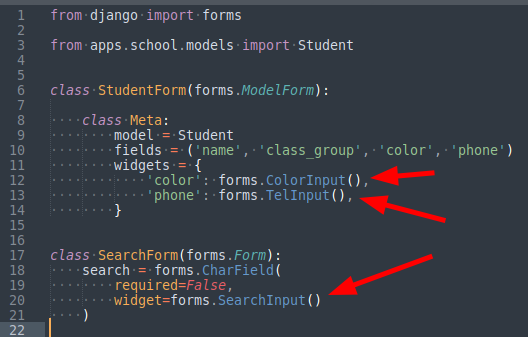 1 from django import forms
2
3 from apps.school.models import Student
4
5
6 class StudentForm(forms.ModelForm):
7
8     class Meta:
9         model = Student
10         fields = ('name', 'class_group', 'color', 'phone')
11         widgets = {
12             'color': forms.ColorInput(),
13             'phone': forms.TelInput(),
14         }
15
16
17 class SearchForm(forms.Form):
18     search = forms.CharField(
19         required=False,
20         widget=forms.SearchInput()
21     )
22